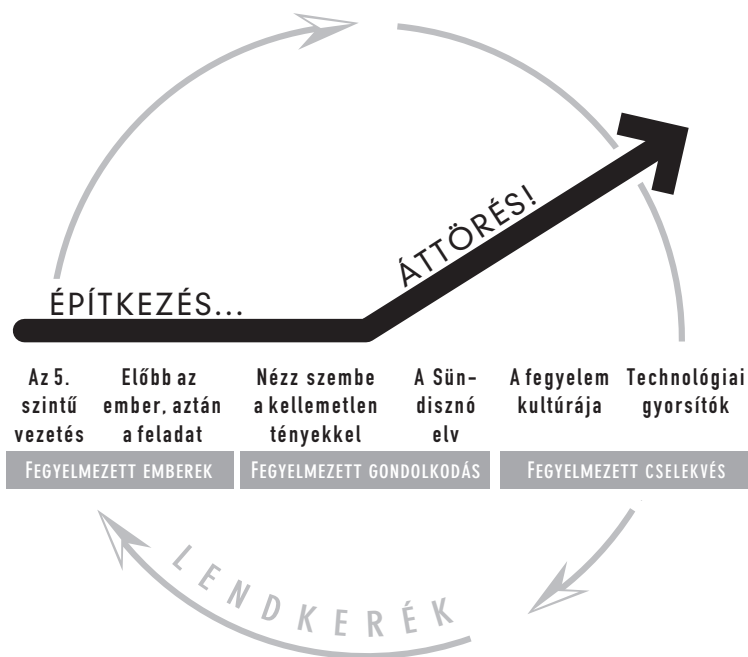 ÁTTÖRÉS!
ÉPÍTKEZÉS...
Az 5.
szintű
vezetés
Előbb az
ember, aztán
a feladat
Nézz szembe
a kellemetlen
tényekkel
A Sün-
disznó
elv
A fegyelem
kultúrája
Technológiai
gyorsítók
FEGYELMEZETT EMBEREK
FEGYELMEZETT GONDOLKODÁS
FEGYELMEZETT CSELEKVÉS
LENDKERÉK